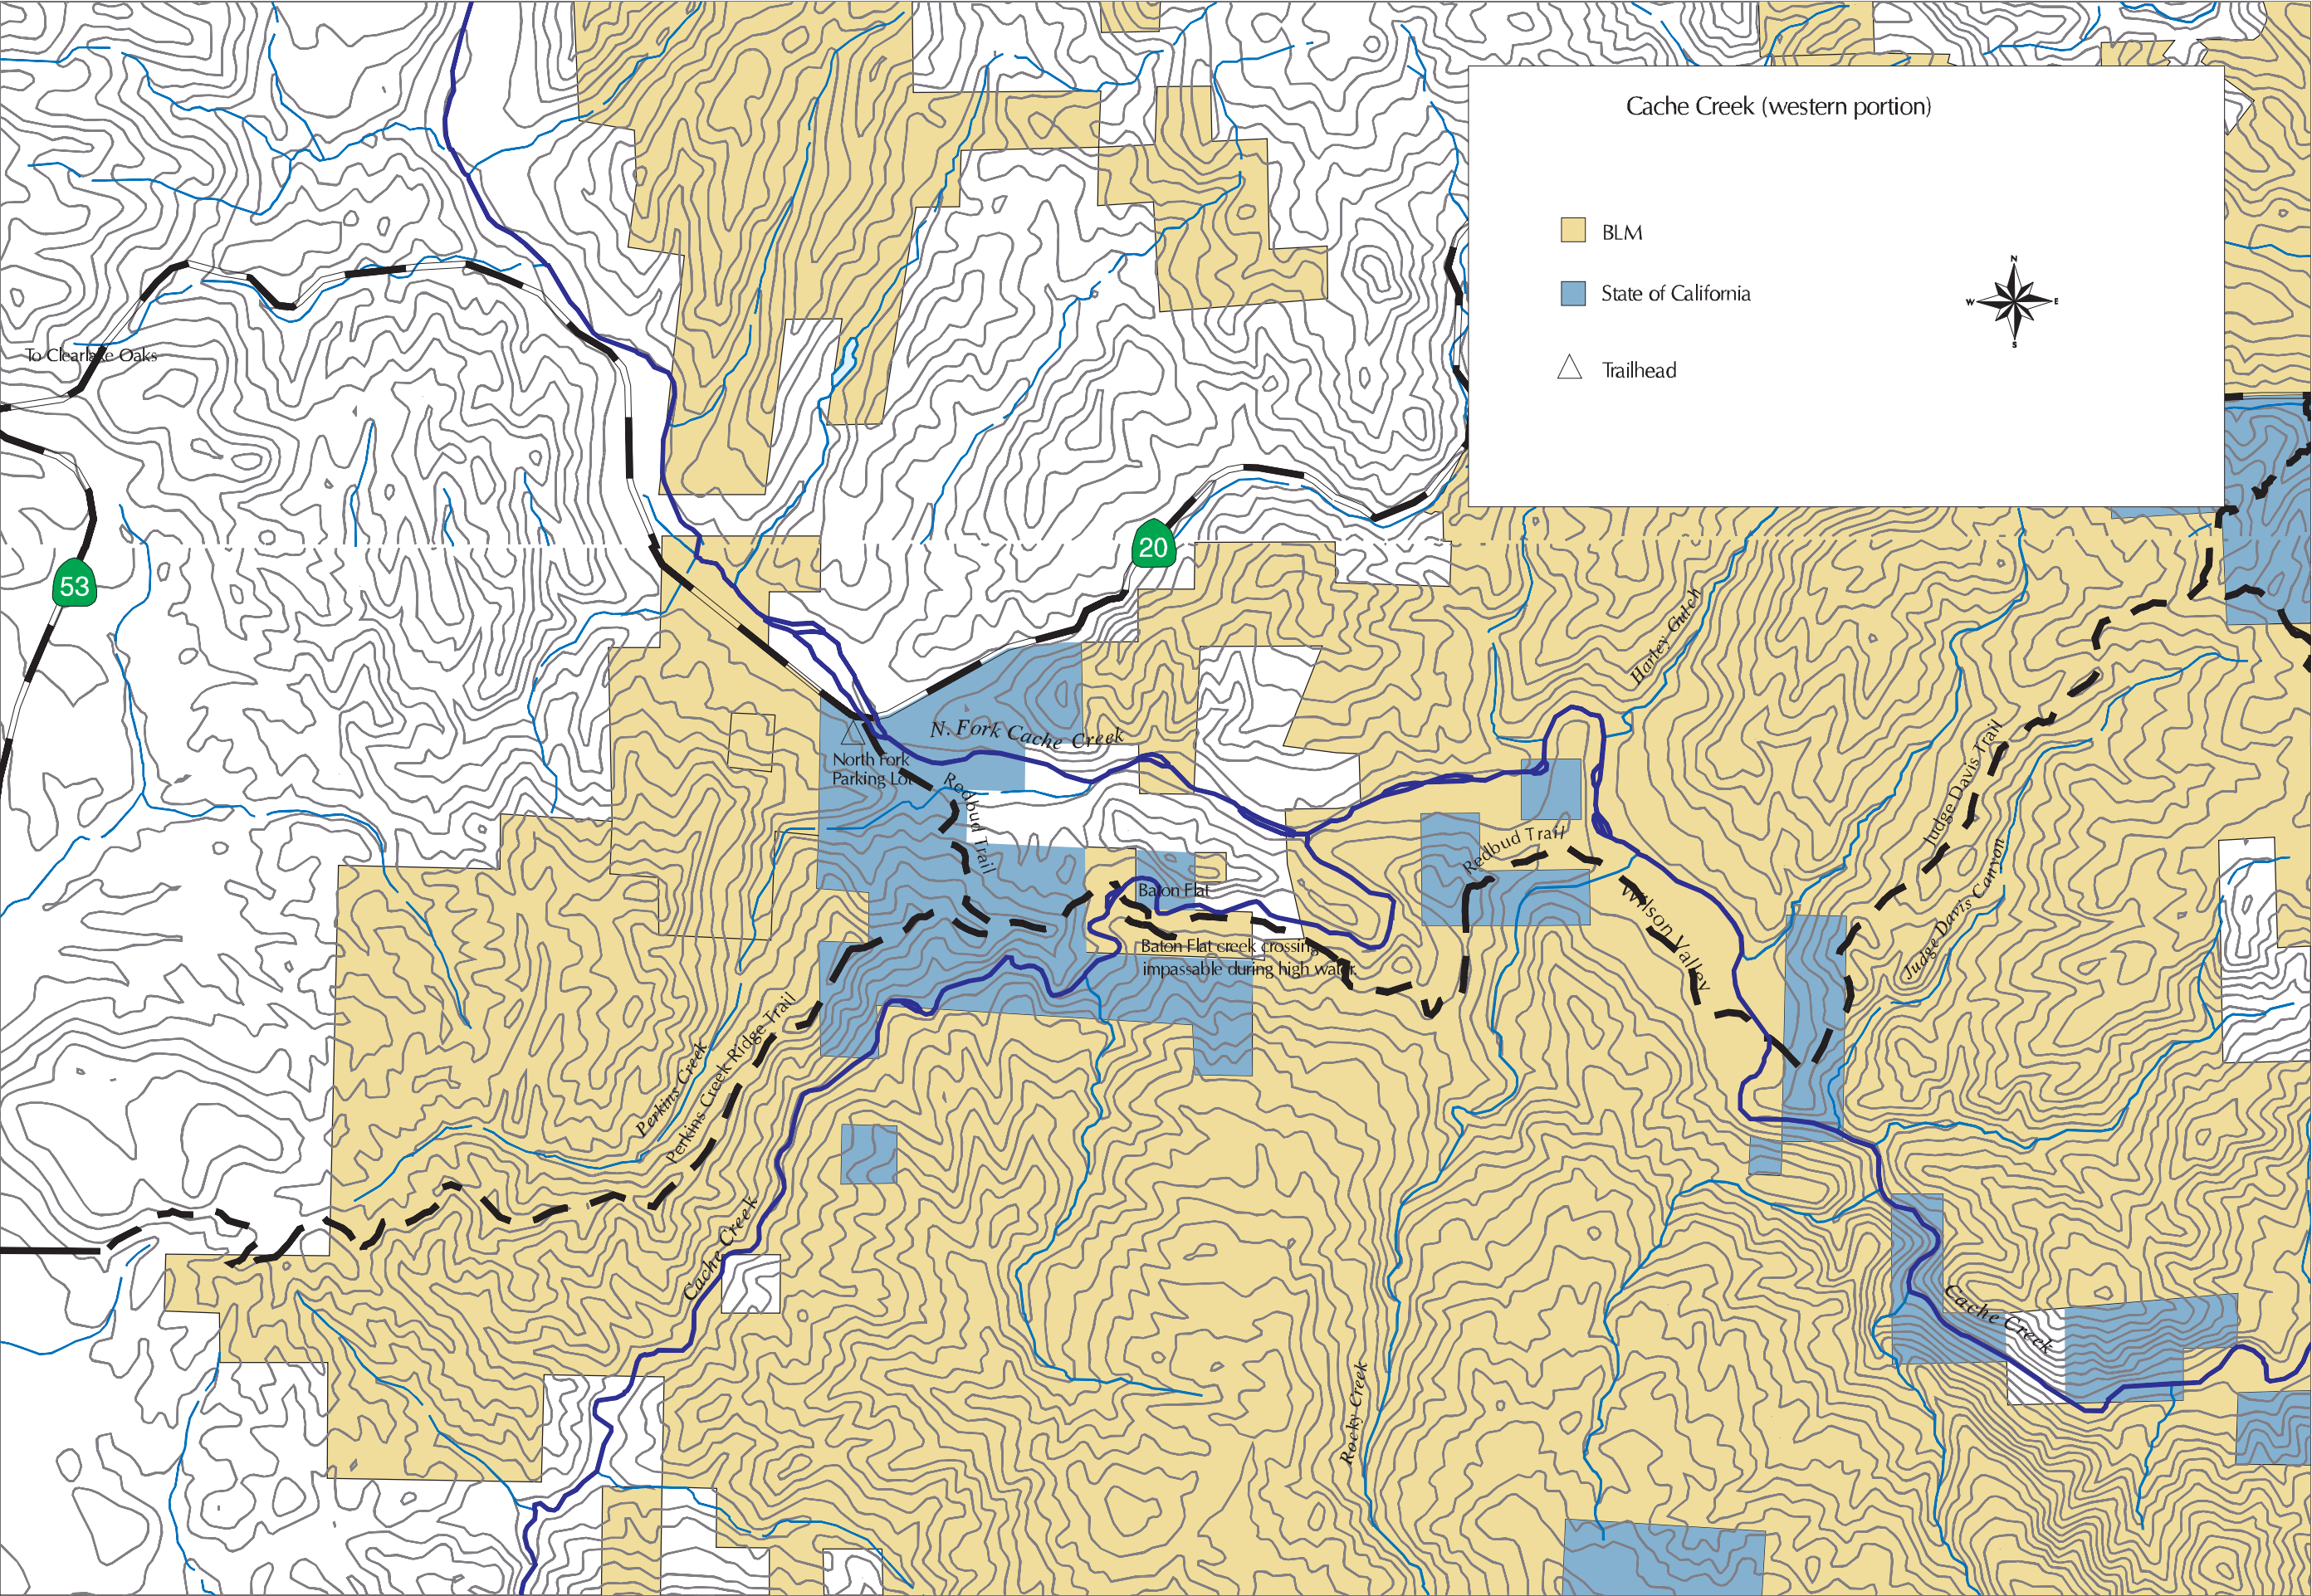 Cache Creek (western portion)
BLM
State of California
Trailhead
N
W
E
S
To Clearlake Oaks
20
53
Harley Gulch
N. Fork Cache Creek
North Fork
Parking Lot
Redbud Trail
Judge Davis Trail
Redbud Trail
Judge Davis Canyon
Baton Flat
Wilson Valley
Baton Flat creek crossing
impassable during high water.
Perkins Creek
Perkins Creek Ridge Trail
Cache Creek
Cache Creek
Rocky Creek